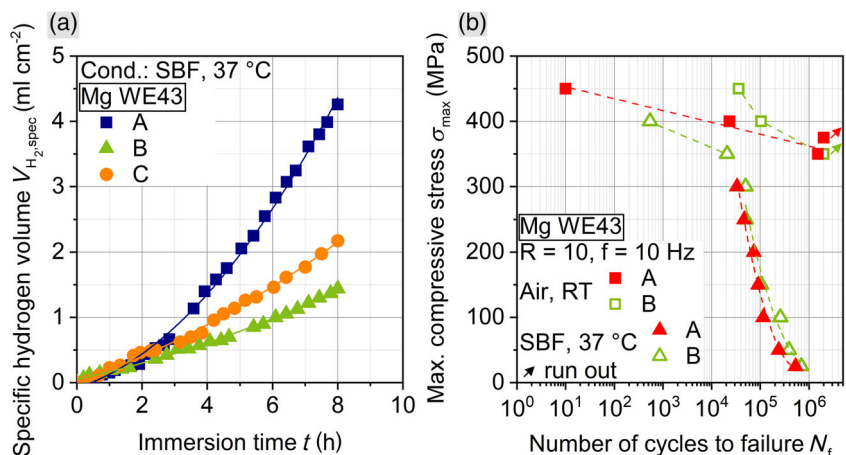 (a)
Specific hydrogen volume V_H₂,spec (ml cm⁻²)
5
4
3
2
1
0
Cond.: SBF, 37 °C
Mg WE43
A
B
C
0 2 4 6 8 10
Immersion time t (h)
(b)
Max. compressive stress σ_max (MPa)
500
400
300
200
100
0
Mg WE43
R = 10, f = 10 Hz
Air, RT
A
B
SBF, 37 °C
A
B
run out
10⁰ 10¹ 10² 10³ 10⁴ 10⁵ 10⁶
Number of cycles to failure N_f